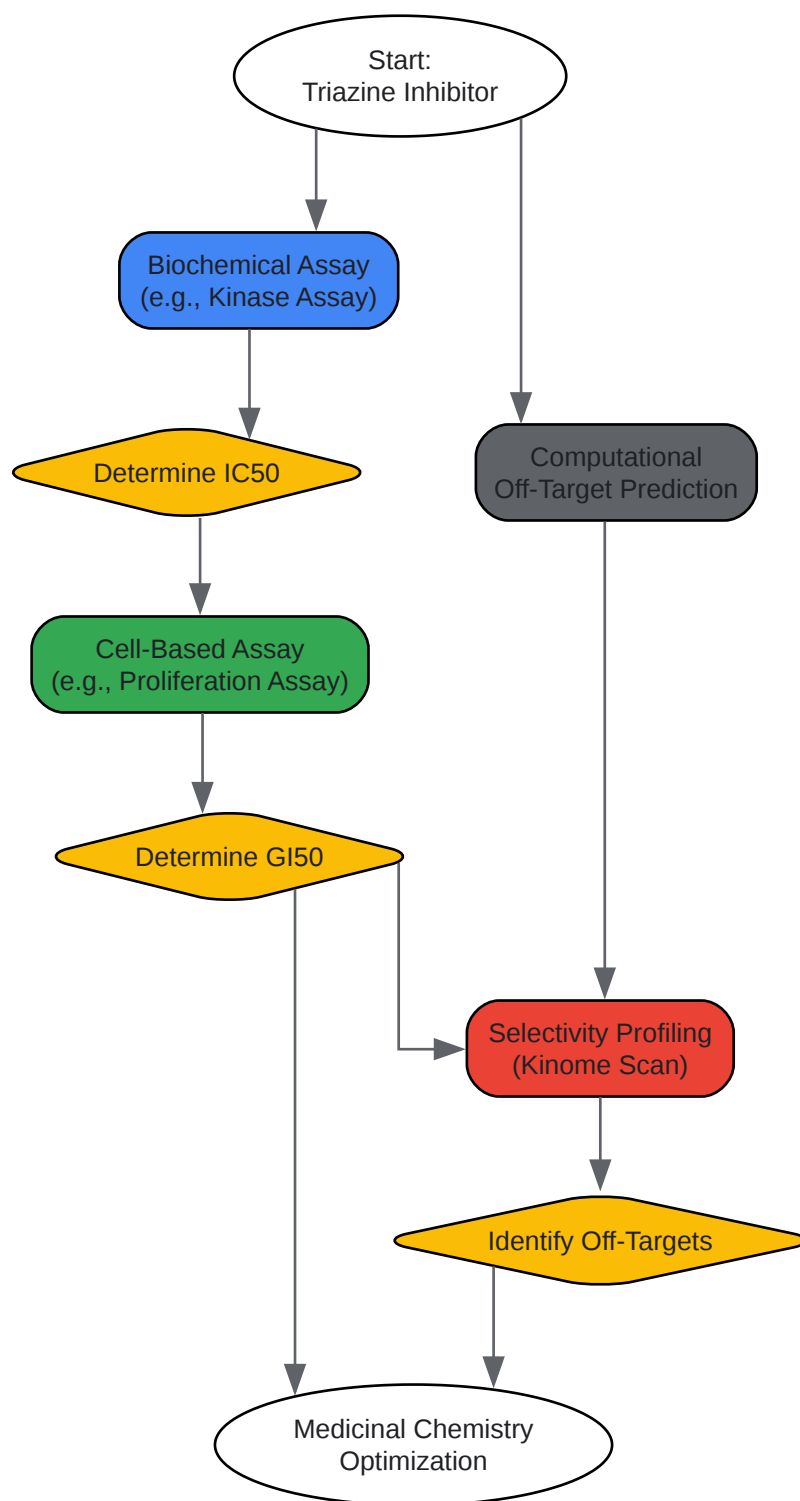 Start:
Triazine Inhibitor
Biochemical Assay
(e.g., Kinase Assay)
Determine IC50
Computational
Off-Target Prediction
Cell-Based Assay
(e.g., Proliferation Assay)
Determine GI50
Selectivity Profiling
(Kinome Scan)
Identify Off-Targets
Medicinal Chemistry
Optimization